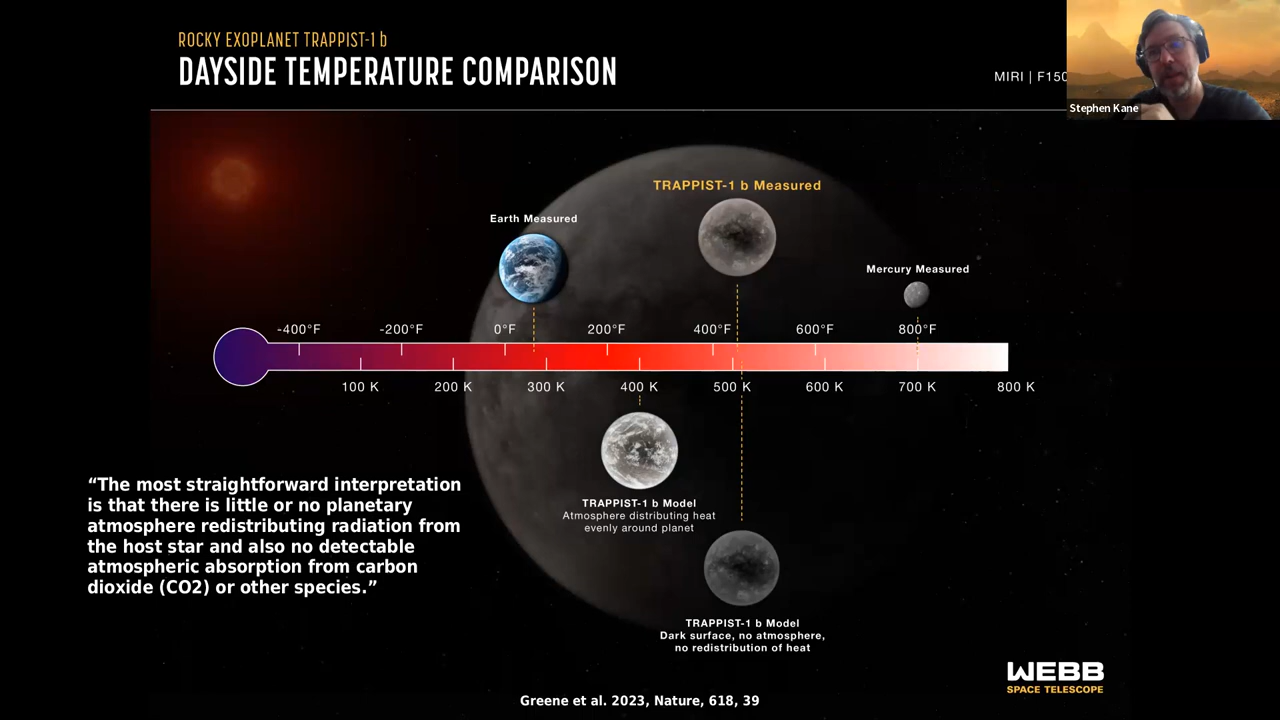 ROCKY EXOPLANET TRAPPIST-1 b
DAYSIDE TEMPERATURE COMPARISON
MIRI | F150
Stephen Kane
TRAPPIST-1 b Measured
Earth Measured
Mercury Measured
-400°F -200°F 0°F 200°F 400°F 600°F 800°F
100 K 200 K 300 K 400 K 500 K 600 K 700 K 800 K
“The most straightforward interpretation
is that there is little or no planetary
atmosphere redistributing radiation from
the host star and also no detectable
atmospheric absorption from carbon
dioxide (CO2) or other species.”
TRAPPIST-1 b Model
Atmosphere distributing heat
evenly around planet
TRAPPIST-1 b Model
Dark surface, no atmosphere,
no redistribution of heat
WEBB
SPACE TELESCOPE
Greene et al. 2023, Nature, 618, 39